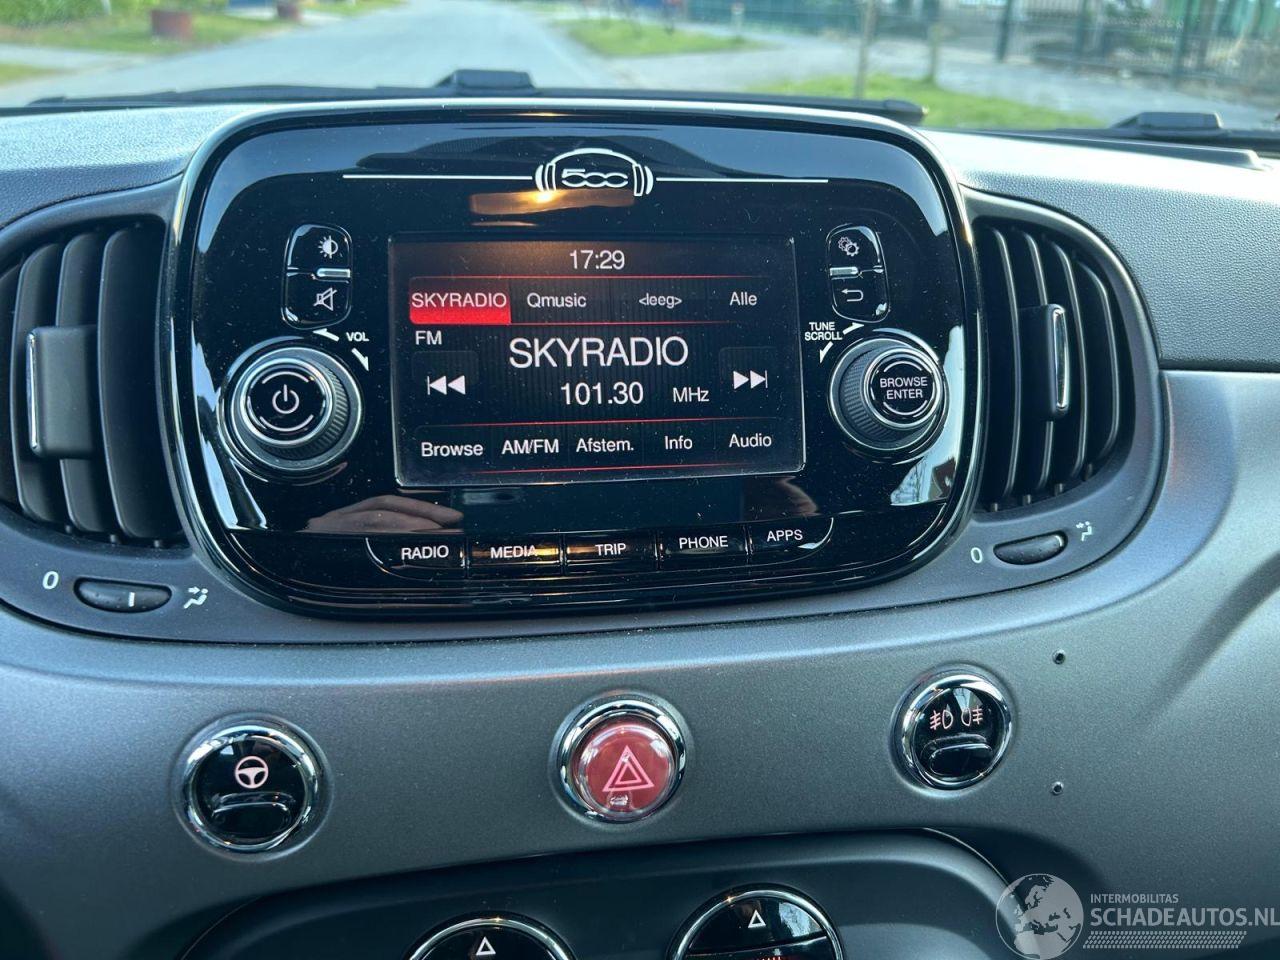 500
17:29
SKYRADIO Qmusic <leeg> Alle
FM
SKYRADIO
101.30 MHz
Browse AM/FM Afstem. Info Audio
VOL
TUNE
SCROLL
BROWSE
ENTER
RADIO MEDIA TRIP PHONE APPS
0
0
INTERMOBILITAS
SCHADEAUTOS.NL